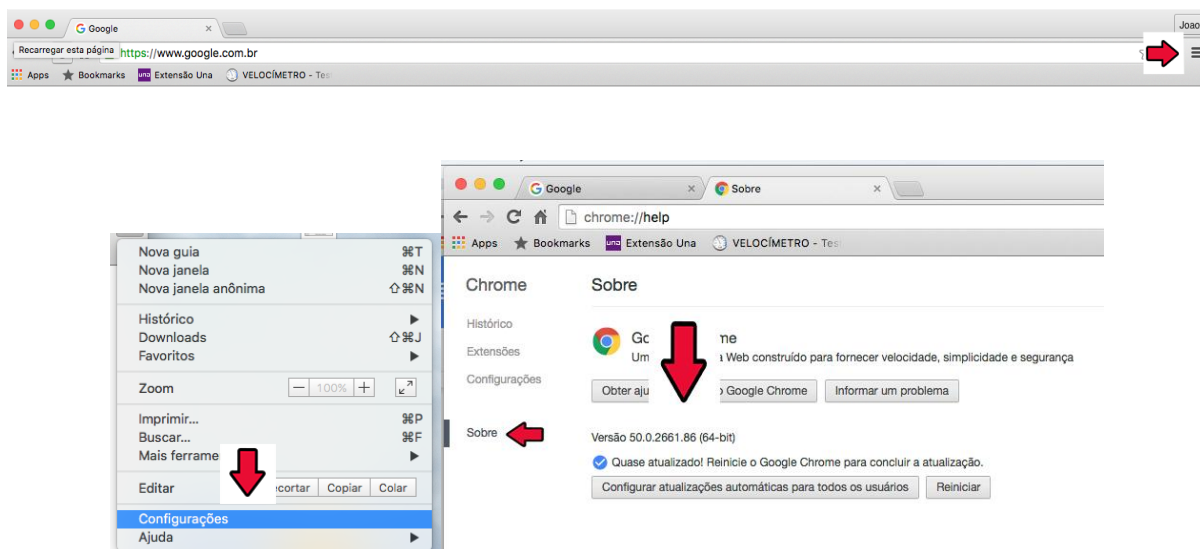 Google
Joao
Recarregar esta página
https://www.google.com.br
Apps Bookmarks una Extensão Una VELOCÍMETRO - Tes
Nova guia ⌘T
Nova janela ⌘N
Nova janela anônima ⇧⌘N
Histórico
Downloads ⇧⌘J
Favoritos
Zoom 100%
Imprimir... ⌘P
Buscar... ⌘F
Mais ferrame
Editar ecortar Copiar Colar
Configurações
Ajuda
Google Sobre
chrome://help
Apps Bookmarks una Extensão Una VELOCÍMETRO - Tes
Chrome
Histórico
Extensões
Configurações
Sobre
Sobre
Go me
Um a Web construído para fornecer velocidade, simplicidade e segurança
Obter aju o Google Chrome Informar um problema
Versão 50.0.2661.86 (64-bit)
Quase atualizado! Reinicie o Google Chrome para concluir a atualização.
Configurar atualizações automáticas para todos os usuários Reiniciar